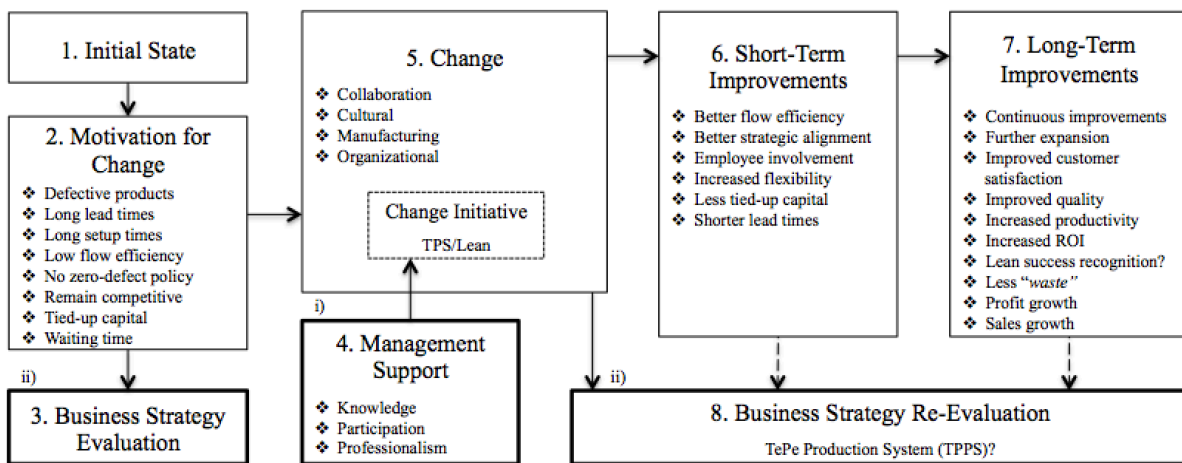 1. Initial State
2. Motivation for
Change
❖ Defective products
❖ Long lead times
❖ Long setup times
❖ Low flow efficiency
❖ No zero-defect policy
❖ Remain competitive
❖ Tied-up capital
❖ Waiting time
ii)
3. Business Strategy
Evaluation
5. Change
❖ Collaboration
❖ Cultural
❖ Manufacturing
❖ Organizational
Change Initiative
TPS/Lean
i)
4. Management
Support
❖ Knowledge
❖ Participation
❖ Professionalism
6. Short-Term
Improvements
❖ Better flow efficiency
❖ Better strategic alignment
❖ Employee involvement
❖ Increased flexibility
❖ Less tied-up capital
❖ Shorter lead times
7. Long-Term
Improvements
❖ Continuous improvements
❖ Further expansion
❖ Improved customer
satisfaction
❖ Improved quality
❖ Increased productivity
❖ Increased ROI
❖ Lean success recognition?
❖ Less “waste”
❖ Profit growth
❖ Sales growth
ii)
8. Business Strategy Re-Evaluation
TePe Production System (TPPS)?